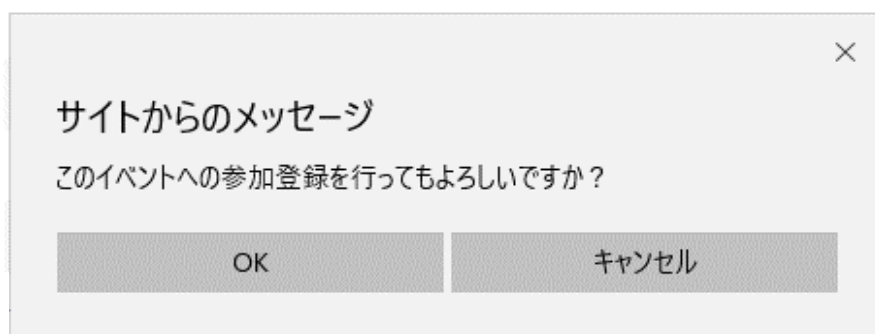 サイトからのメッセージ
このイベントへの参加登録を行ってもよろしいですか？
OK
キャンセル